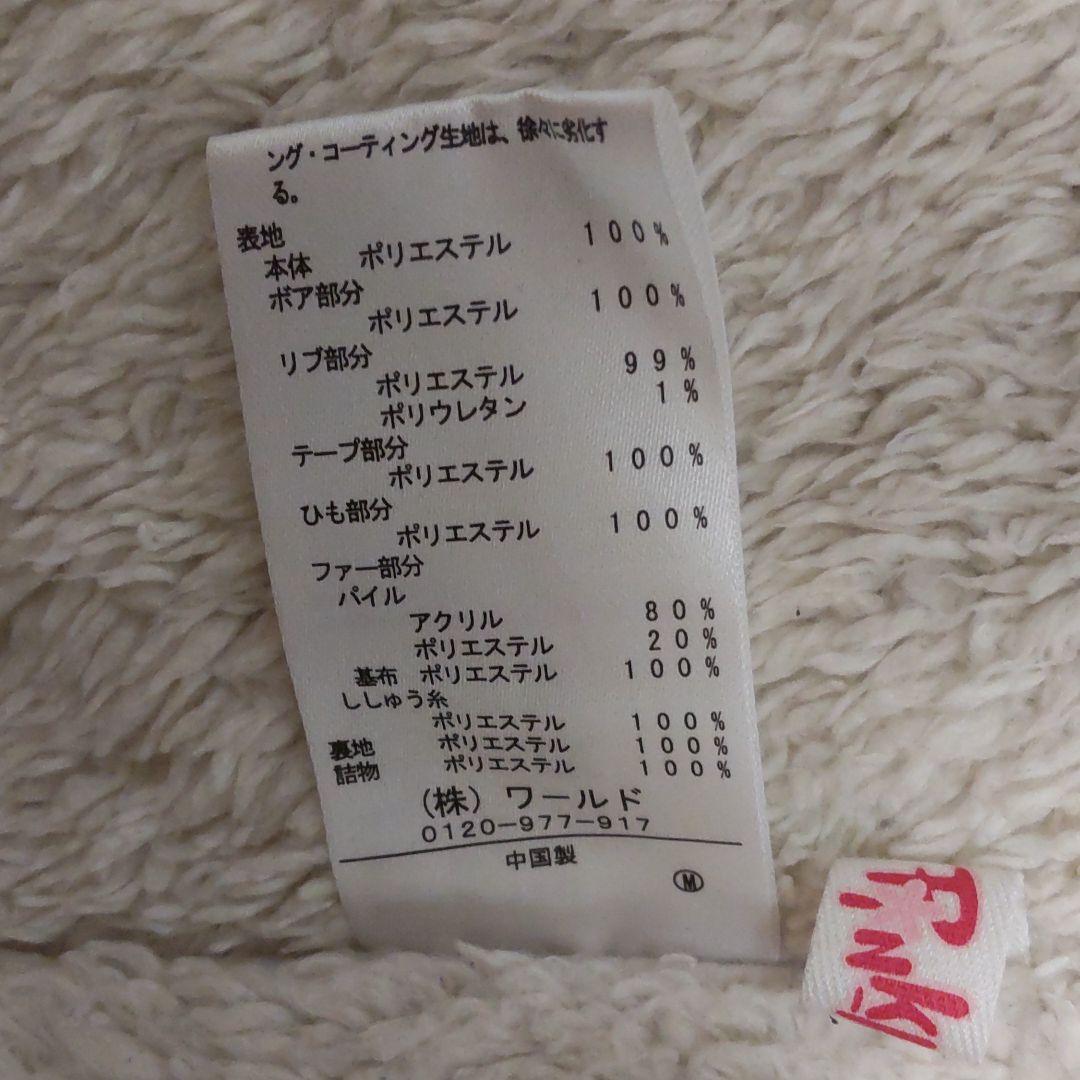 ング・コーティング生地は、徐々に劣化す
る。
表地
本体 ポリエステル 100%
ボア部分
ポリエステル 100%
リブ部分
ポリエステル 99%
ポリウレタン 1%
テープ部分
ポリエステル 100%
ひも部分
ポリエステル 100%
ファー部分
パイル
アクリル 80%
ポリエステル 20%
基布 ポリエステル 100%
ししゅう糸
ポリエステル 100%
裏地 ポリエステル 100%
詰物 ポリエステル 100%
(株) ワールド
0120-977-917
中国製
Ⓜ
PiNKY